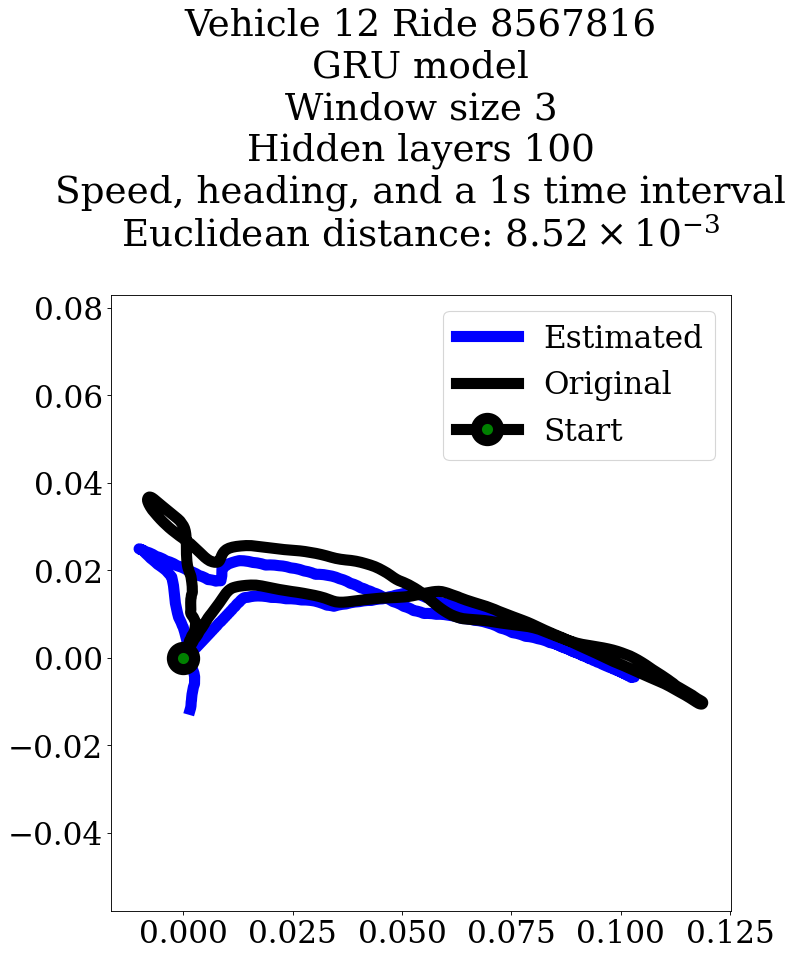 Vehicle 12 Ride 8567816
GRU model
Window size 3
Hidden layers 100
Speed, heading, and a 1s time interval
Euclidean distance: 8.52 × 10⁻³
Estimated
Original
Start
0.08
0.06
0.04
0.02
0.00
−0.02
−0.04
0.000 0.025 0.050 0.075 0.100 0.125